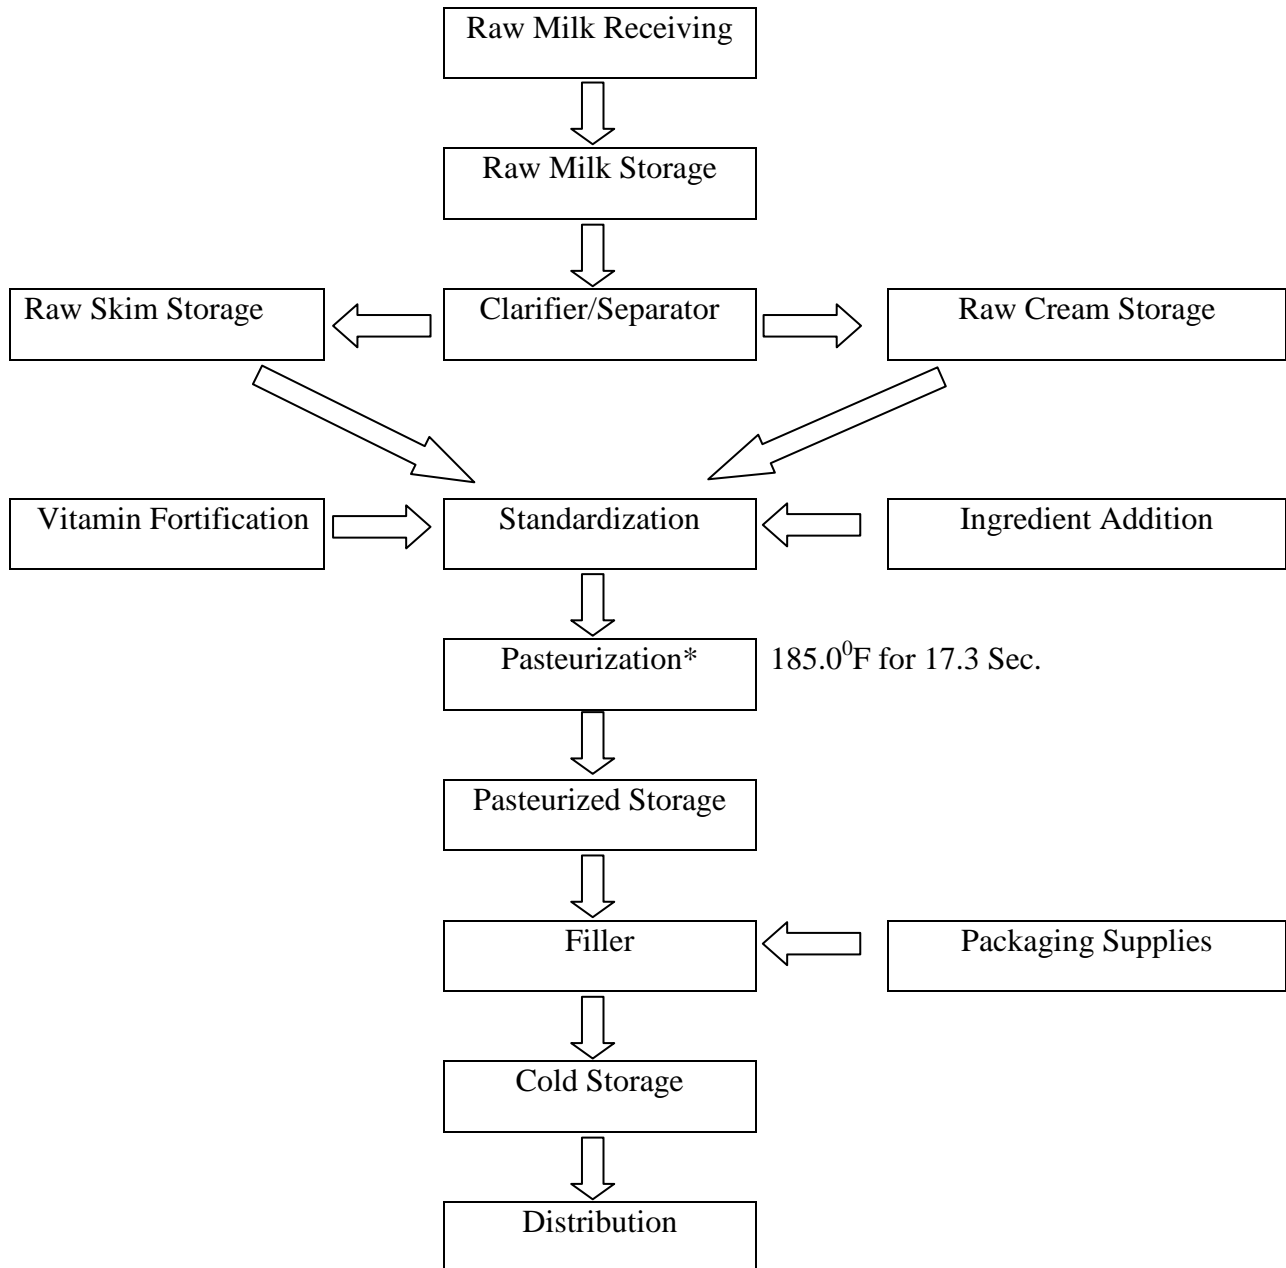 Raw Milk Receiving
Raw Milk Storage
Raw Skim Storage
Clarifier/Separator
Raw Cream Storage
Vitamin Fortification
Standardization
Ingredient Addition
Pasteurization*
185.0⁰F for 17.3 Sec.
Pasteurized Storage
Filler
Packaging Supplies
Cold Storage
Distribution